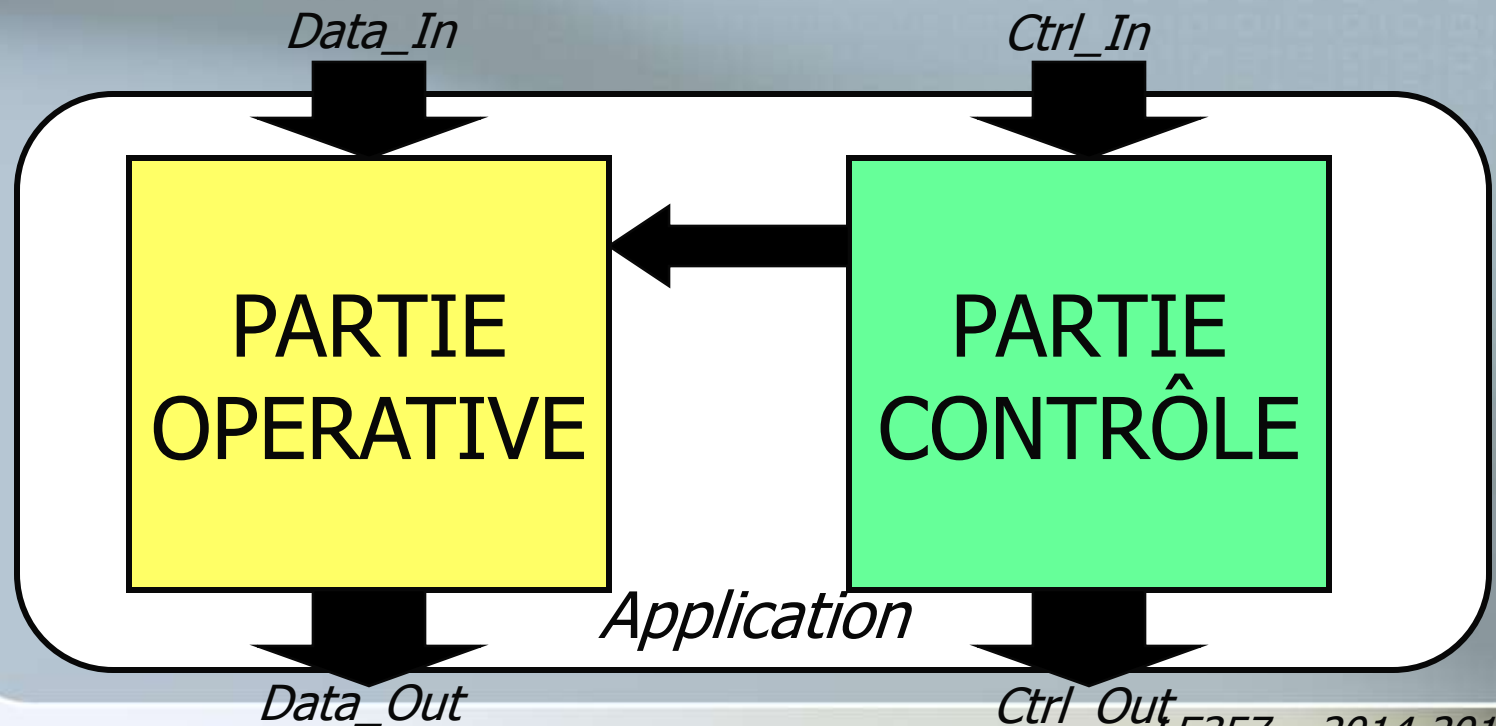 Data_In
Ctrl_In
PARTIE
OPERATIVE
PARTIE
CONTRÔLE
Application
Data_Out
Ctrl_Out